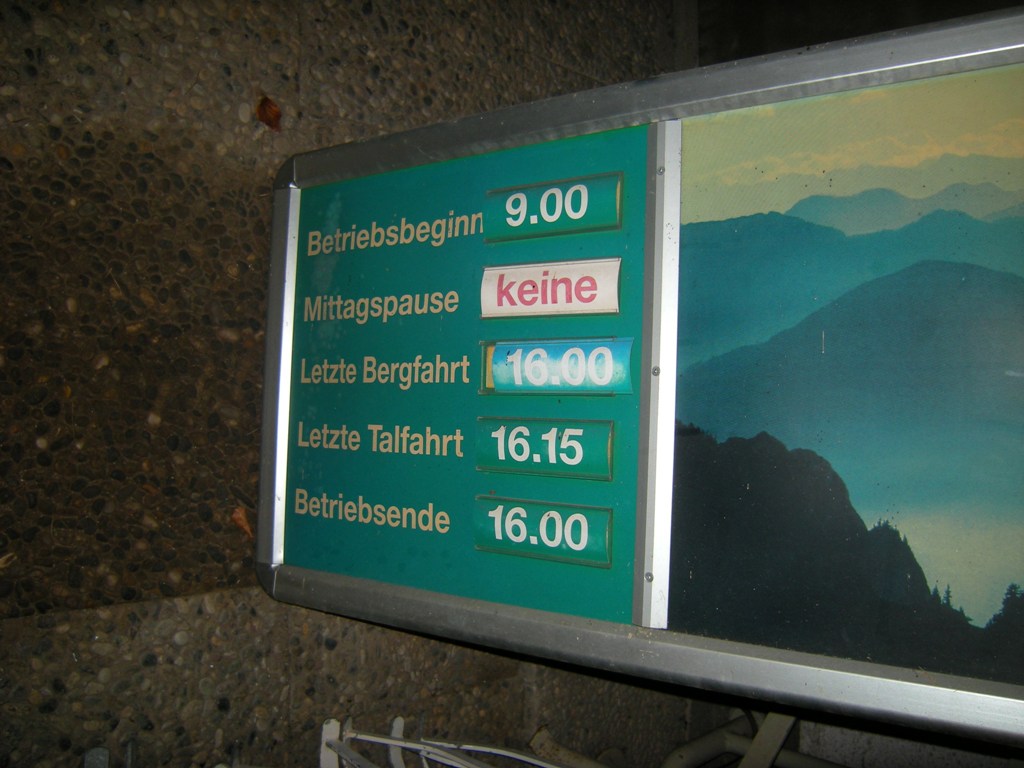 Betriebsbeginn 9.00
Mittagspause keine
Letzte Bergfahrt 16.00
Letzte Talfahrt 16.15
Betriebsende 16.00